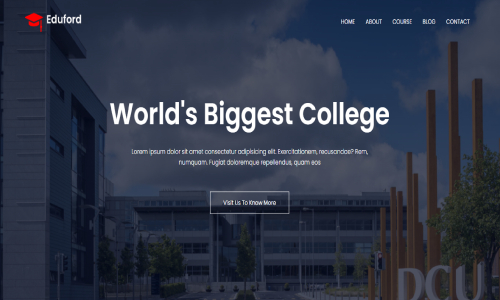 Eduford
HOME ABOUT COURSE BLOG CONTACT
World's Biggest College
Lorem ipsum dolor sit amet consectetur adipisicing elit. Exercitationem, recusandae? Rem,
numquam. Fugiat doloremque repellendus, quam eos
Visit Us To Know More
DCU